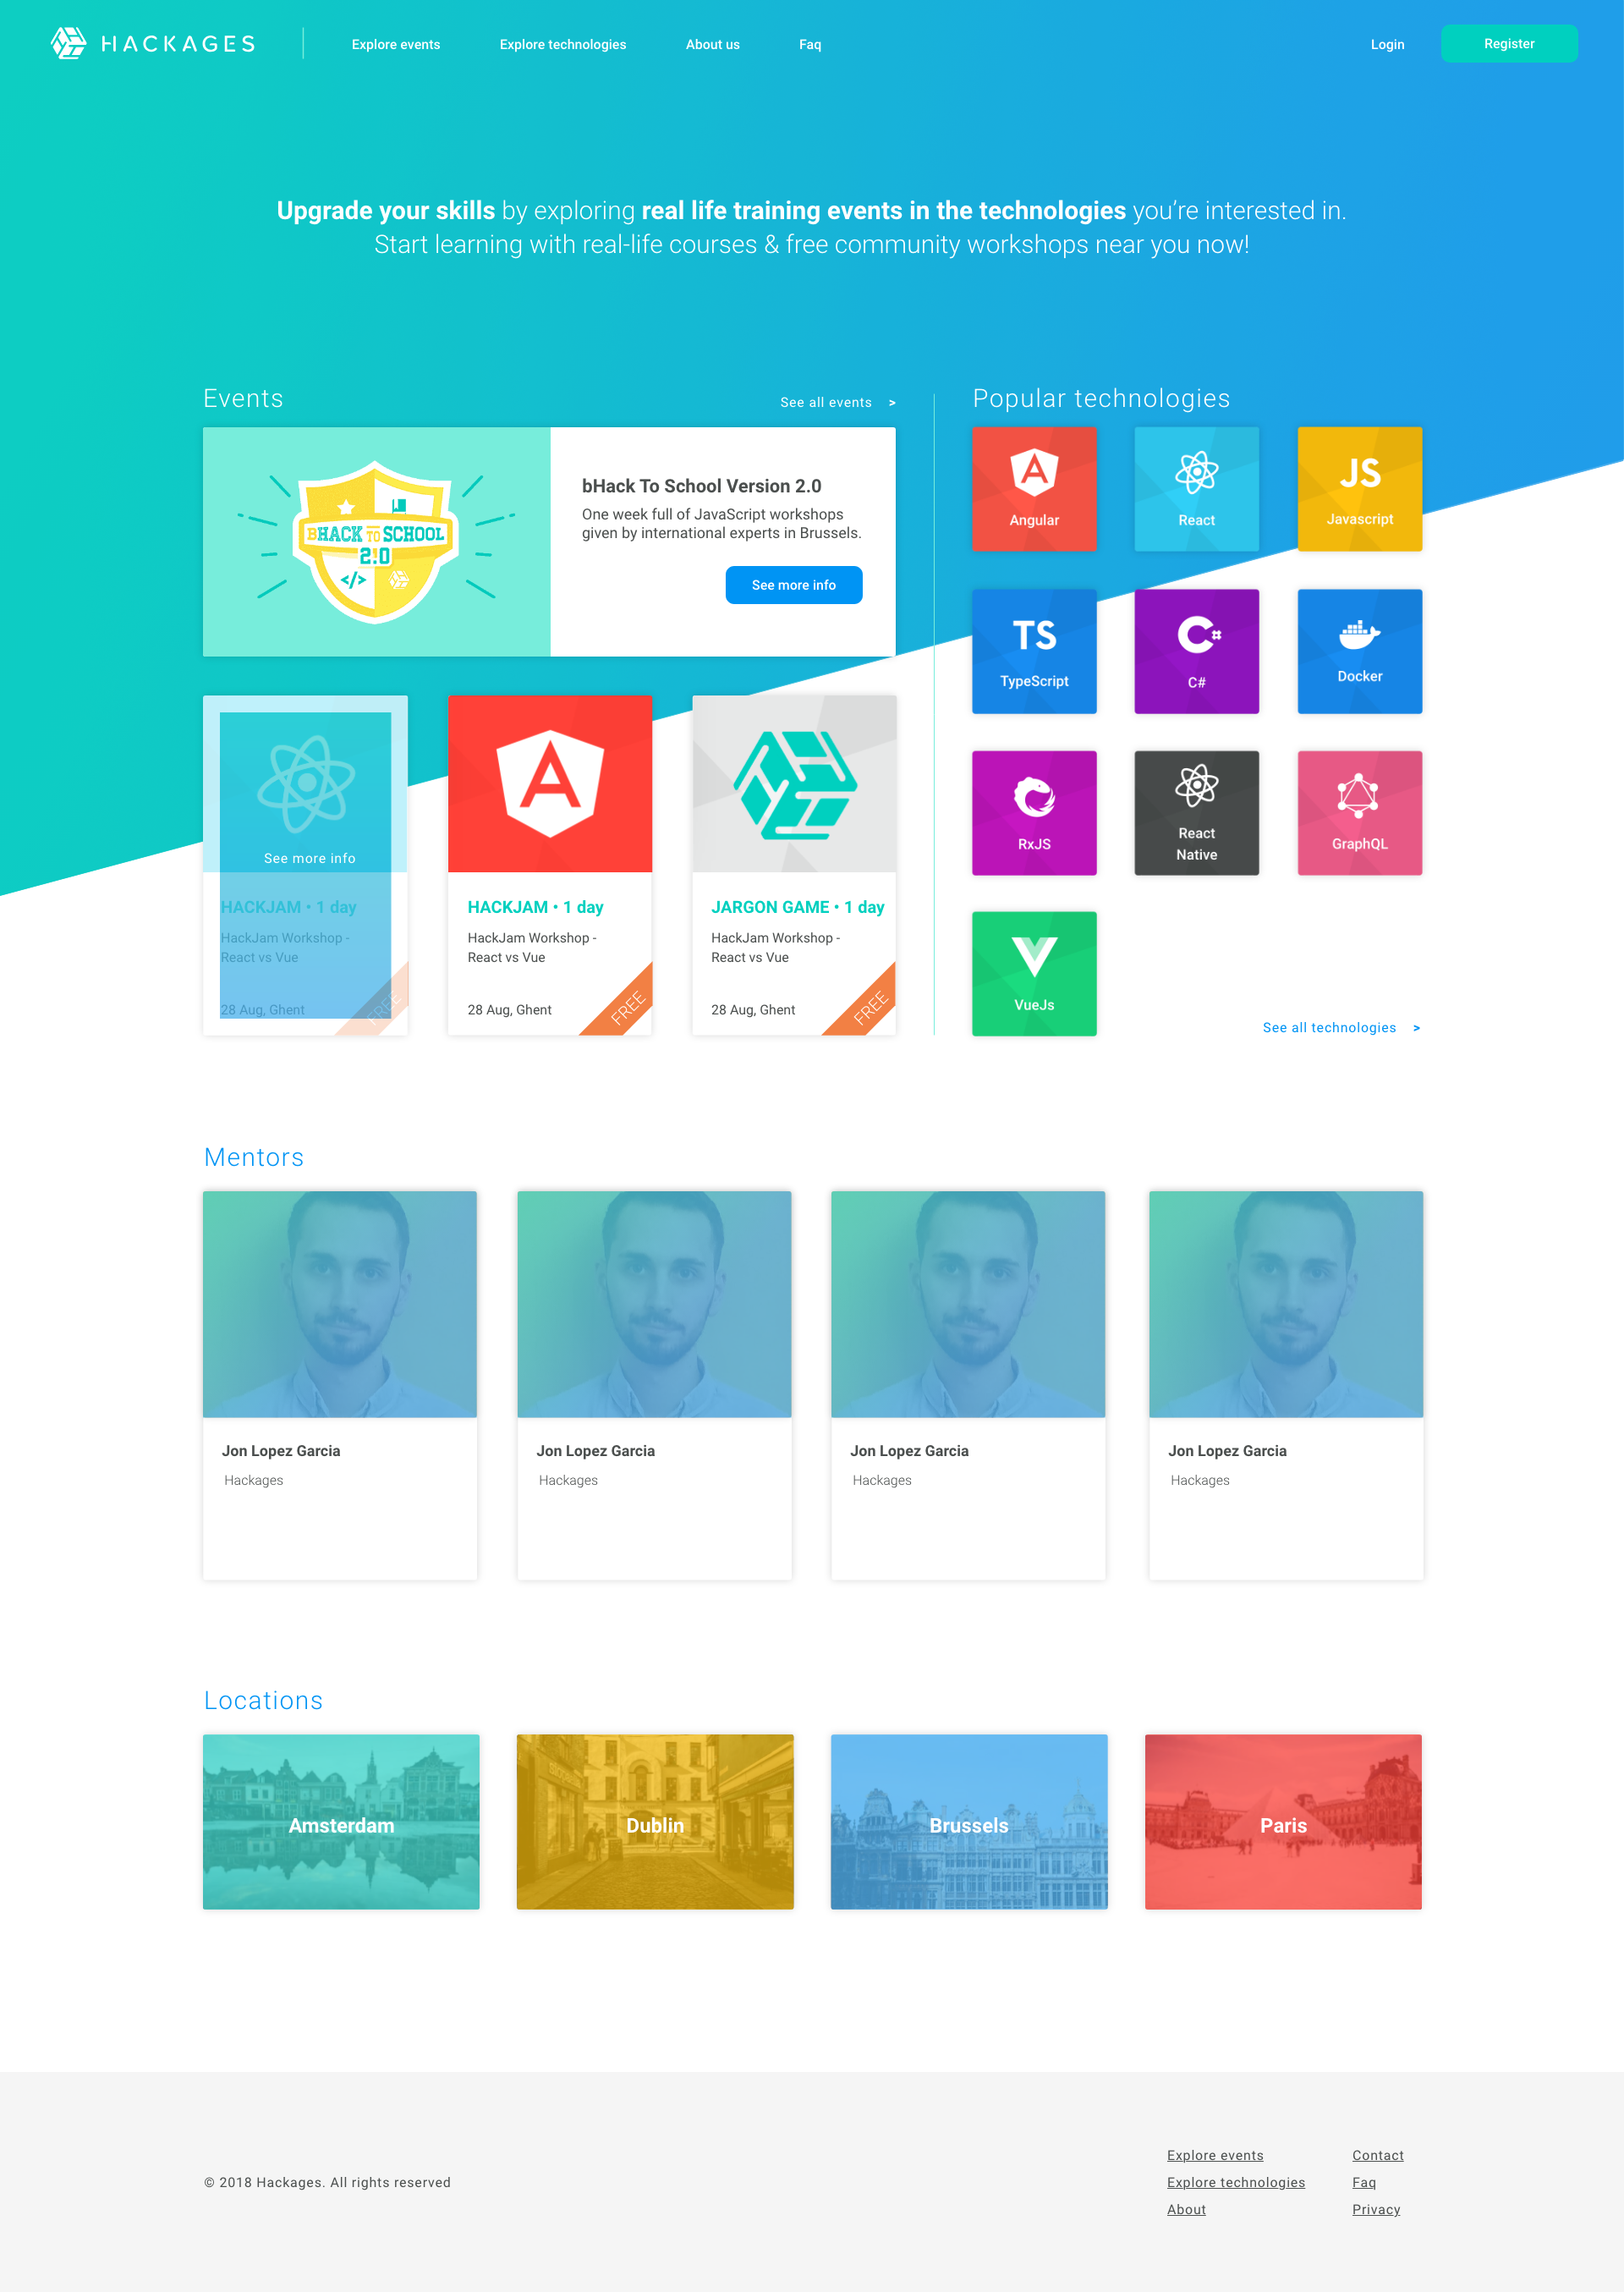 HACKAGES
Explore events
Explore technologies
About us
Faq
Login
Register
Upgrade your skills by exploring real life training events in the technologies you’re interested in.
Start learning with real-life courses & free community workshops near you now!
Events
See all events >
BHACK TO SCHOOL
2.0
</>
bHack To School Version 2.0
One week full of JavaScript workshops
given by international experts in Brussels.
See more info
See more info
HACKJAM • 1 day
HackJam Workshop -
React vs Vue
28 Aug, Ghent
FREE
HACKJAM • 1 day
HackJam Workshop -
React vs Vue
28 Aug, Ghent
FREE
JARGON GAME • 1 day
HackJam Workshop -
React vs Vue
28 Aug, Ghent
FREE
Popular technologies
A
Angular
React
JS
Javascript
TS
TypeScript
C#
C#
Docker
RxJS
React
Native
GraphQL
VueJs
See all technologies >
Mentors
Jon Lopez Garcia
Hackages
Jon Lopez Garcia
Hackages
Jon Lopez Garcia
Hackages
Jon Lopez Garcia
Hackages
Locations
Amsterdam
Dublin
Brussels
Paris
© 2018 Hackages. All rights reserved
Explore events
Explore technologies
About
Contact
Faq
Privacy